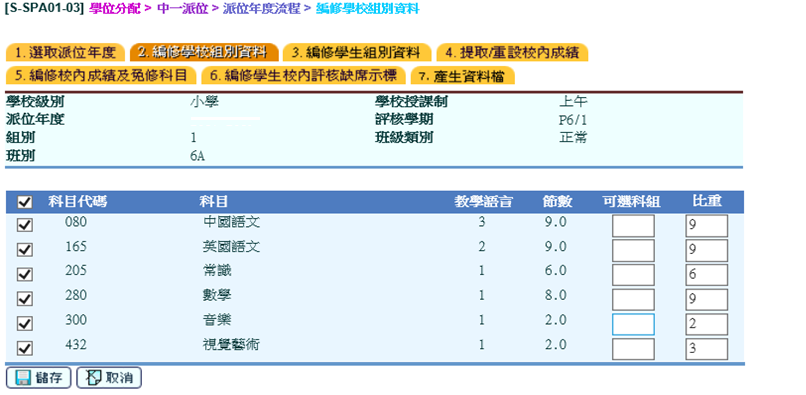 [S-SPA01-03] 學位分配 > 中一派位 > 派位年度流程 > 編修學校組別資料
1. 選取派位年度 2. 編修學校組別資料 3. 編修學生組別資料 4. 提取/重設校內成績
5. 編修校內成績及免修科目 6. 編修學生校內評核缺席示標 7. 產生資料檔
學校級別 小學 學校授課制 上午
派位年度 評核學期 P6/1
組別 1 班級類別 正常
班別 6A
科目代碼 科目 教學語言 節數 可選科組 比重
080 中國語文 3 9.0 9
165 英國語文 2 9.0 9
205 常識 1 6.0 6
280 數學 1 8.0 9
300 音樂 1 2.0 2
432 視覺藝術 1 2.0 3
儲存 取消